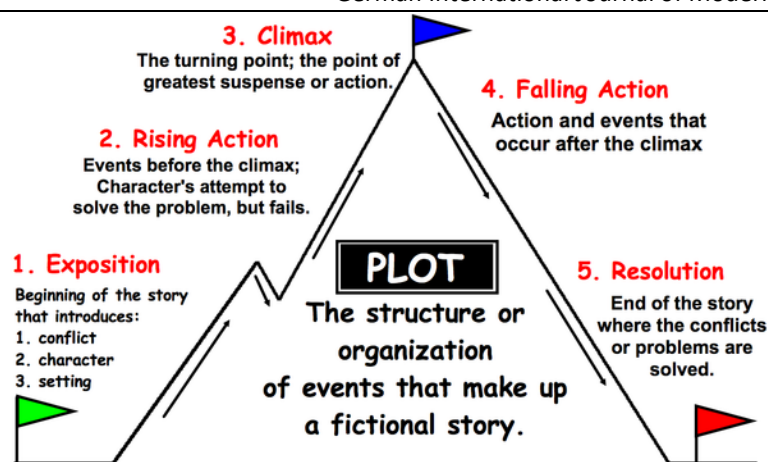 3. Climax
The turning point; the point of
greatest suspense or action.
4. Falling Action
Action and events that
occur after the climax
2. Rising Action
Events before the climax;
Character's attempt to
solve the problem, but fails.
1. Exposition
Beginning of the story
that introduces:
1. conflict
2. character
3. setting
PLOT
The structure or
organization
of events that make up
a fictional story.
5. Resolution
End of the story
where the conflicts
or problems are
solved.